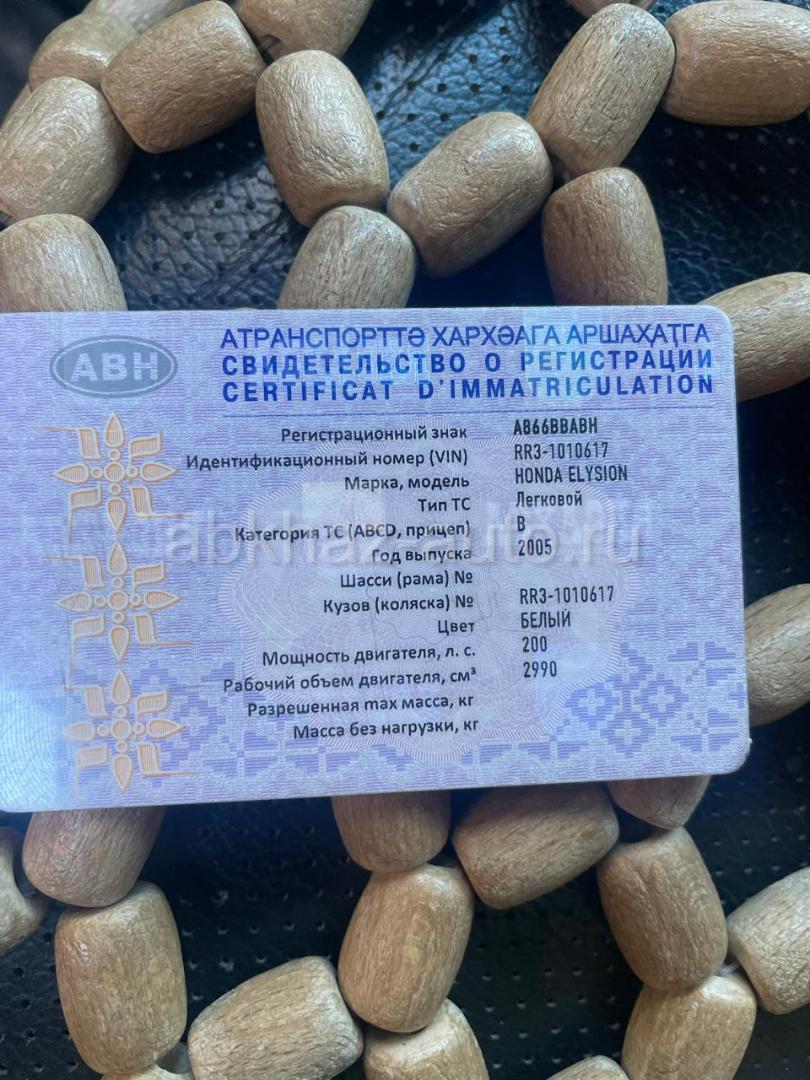 АВН
АТРАНСПОРТТӘ ХАРХӘАГА АРШАҲАҬГА
СВИДЕТЕЛЬСТВО О РЕГИСТРАЦИИ
CERTIFICAT D'IMMATRICULATION
Регистрационный знак A866BBABH
Идентификационный номер (VIN) RR3-1010617
Марка, модель HONDA ELYSION
Тип ТС Легковой
Категория ТС (ABCD, прицеп) B
Год выпуска 2005
Шасси (рама) №
Кузов (коляска) № RR3-1010617
Цвет БЕЛЫЙ
Мощность двигателя, л. с. 200
Рабочий объем двигателя, см³ 2990
Разрешенная max масса, кг
Масса без нагрузки, кг
abkhaz-auto.ru